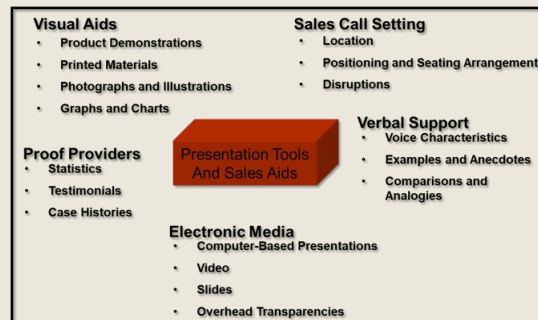 Visual Aids
• Product Demonstrations
• Printed Materials
• Photographs and Illustrations
• Graphs and Charts
Sales Call Setting
• Location
• Positioning and Seating Arrangement
• Disruptions
Presentation Tools
And Sales Aids
Verbal Support
• Voice Characteristics
• Examples and Anecdotes
• Comparisons and
Analogies
Proof Providers
• Statistics
• Testimonials
• Case Histories
Electronic Media
• Computer-Based Presentations
• Video
• Slides
• Overhead Transparencies